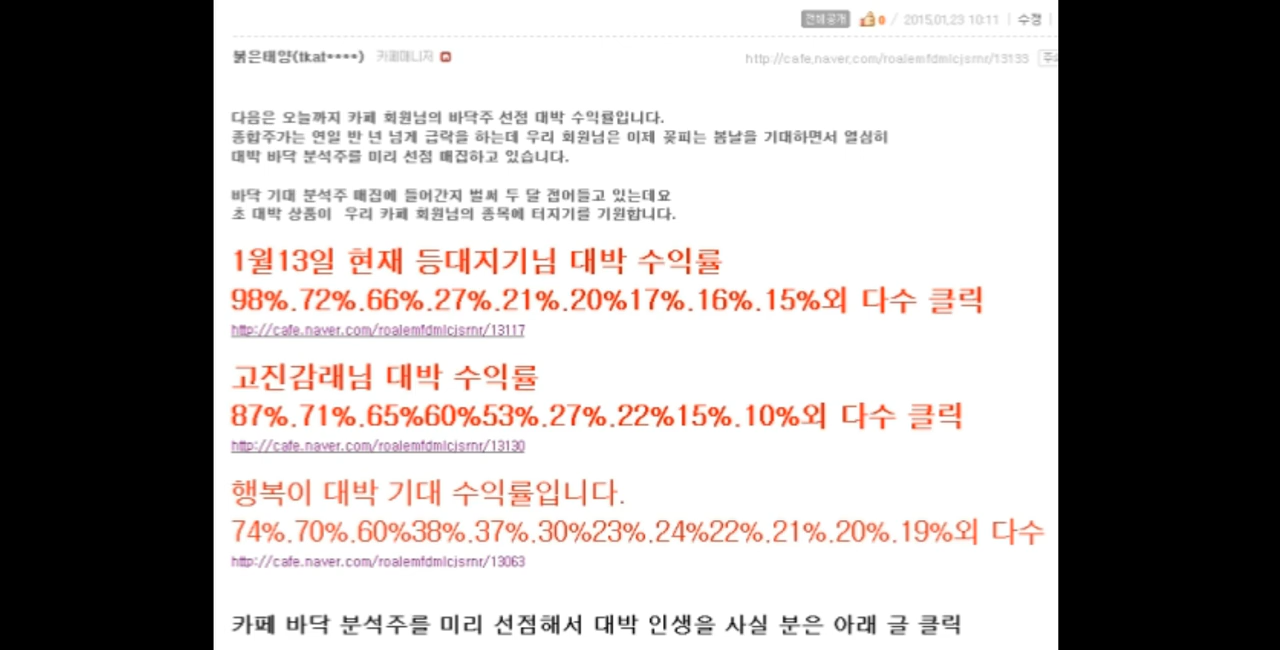 전체공개 0 / 2015.01.23 10:11 | 수정 |
붉은태양(tkat****) 카페매니저
http://cafe.naver.com/roalemfdmlcjsrnr/13133
다음은 오늘까지 카페 회원님의 바닥주 선점 대박 수익률입니다.
종합주가는 연일 반 년 넘게 급락을 하는데 우리 회원님은 이제 꽂피는 봄날을 기대하면서 열심히
대박 바닥 분석주를 미리 선점 매집하고 있습니다.
바닥 기대 분석주 매집에 들어간지 벌써 두 달 접어들고 있는데요
초 대박 상품이 우리 카페 회원님의 종목에 터지기를 기원합니다.
1월13일 현재 등대지기님 대박 수익률
98%.72%.66%.27%.21%.20%17%.16%.15%외 다수 클릭
http://cafe.naver.com/roalemfdmlcjsrnr/13117
고진감래님 대박 수익률
87%.71%.65%60%53%.27%.22%15%.10%외 다수 클릭
http://cafe.naver.com/roalemfdmlcjsrnr/13130
행복이 대박 기대 수익률입니다.
74%.70%.60%38%.37%.30%23%.24%22%.21%.20%.19%외 다수
http://cafe.naver.com/roalemfdmlcjsrnr/13063
카페 바닥 분석주를 미리 선점해서 대박 인생을 사실 분은 아래 글 클릭